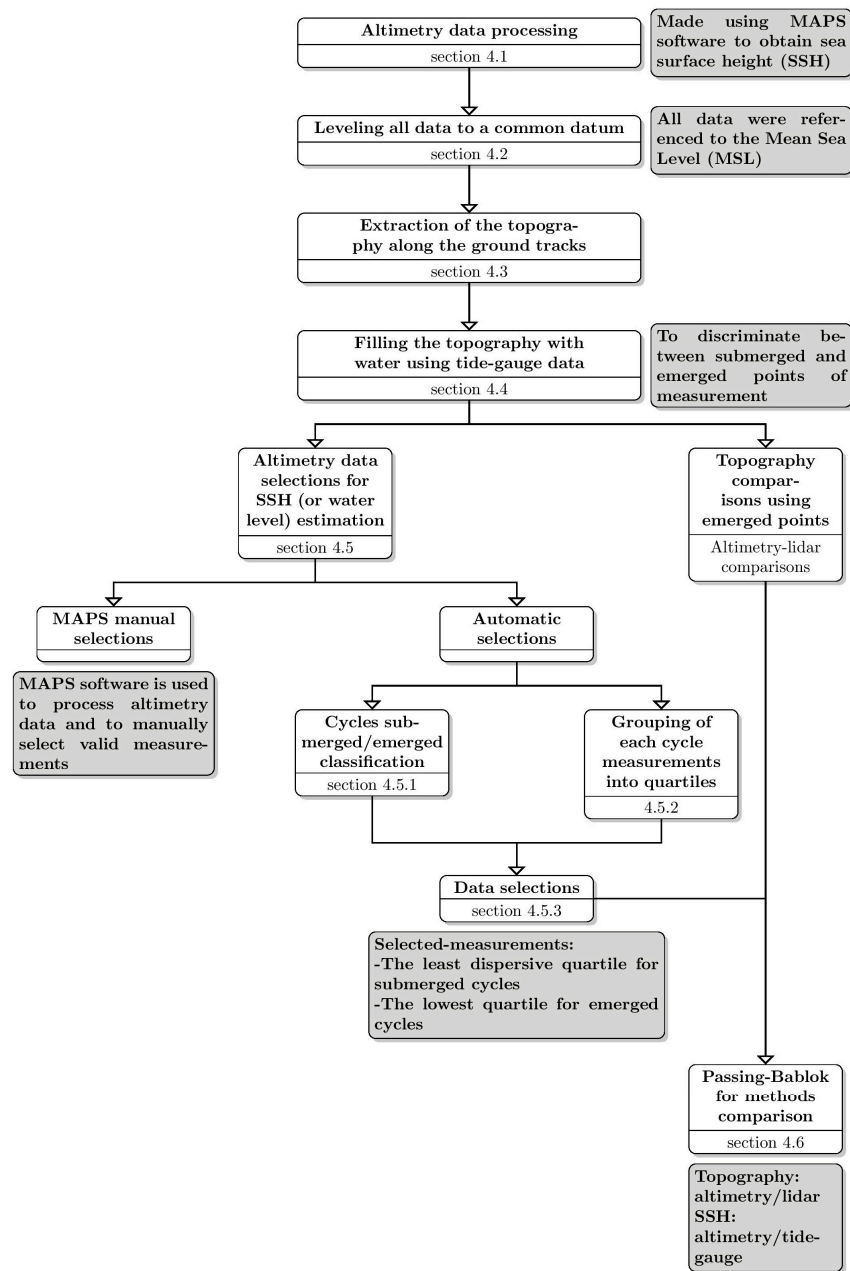 Altimetry data processing
section 4.1
Made using MAPS
software to obtain sea
surface height (SSH)
Leveling all data to a common datum
section 4.2
All data were refer-
enced to the Mean Sea
Level (MSL)
Extraction of the topogra-
phy along the ground tracks
section 4.3
Filling the topography with
water using tide-gauge data
section 4.4
To discriminate be-
tween submerged and
emerged points of
measurement
Altimetry data
selections for
SSH (or water
level) estimation
section 4.5
Topography
compar-
isons using
emerged points
Altimetry-lidar
comparisons
MAPS manual
selections
MAPS software is used
to process altimetry
data and to manually
select valid measure-
ments
Automatic
selections
Cycles sub-
merged/emerged
classification
section 4.5.1
Grouping of
each cycle
measurements
into quartiles
4.5.2
Data selections
section 4.5.3
Selected-measurements:
-The least dispersive quartile for
submerged cycles
-The lowest quartile for emerged
cycles
Passing-Bablok
for methods
comparison
section 4.6
Topography:
altimetry/lidar
SSH:
altimetry/tide-
gauge